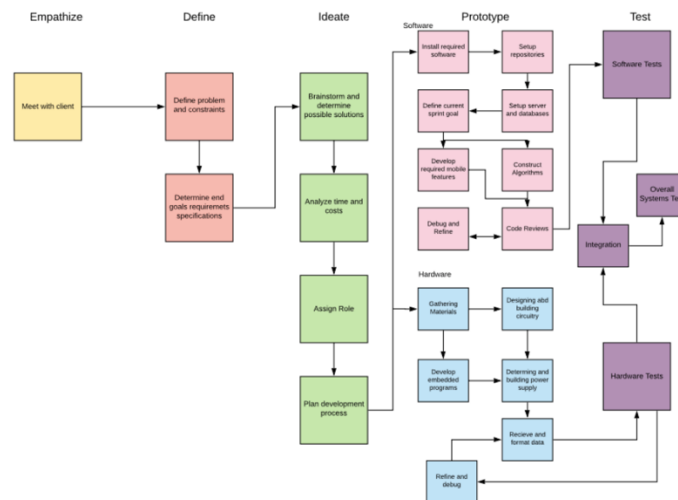 Empathize
Define
Ideate
Prototype
Test
Software
Meet with client
Define problem
and constraints
Determine end
goals requiremets
specifications
Brainstorm and
determine
possible solutions
Analyze time and
costs
Assign Role
Plan development
process
Install required
software
Setup
repositories
Define current
sprint goal
Setup server
and databases
Develop
required mobile
features
Construct
Algorithms
Debug and
Refine
Code Reviews
Hardware
Gathering
Materials
Designing abd
building
circuitry
Develop
embedded
programs
Determning and
building power
supply
Recieve and
format data
Refine and
debug
Software Tests
Overall
Systems Te
Integration
Hardware Tests